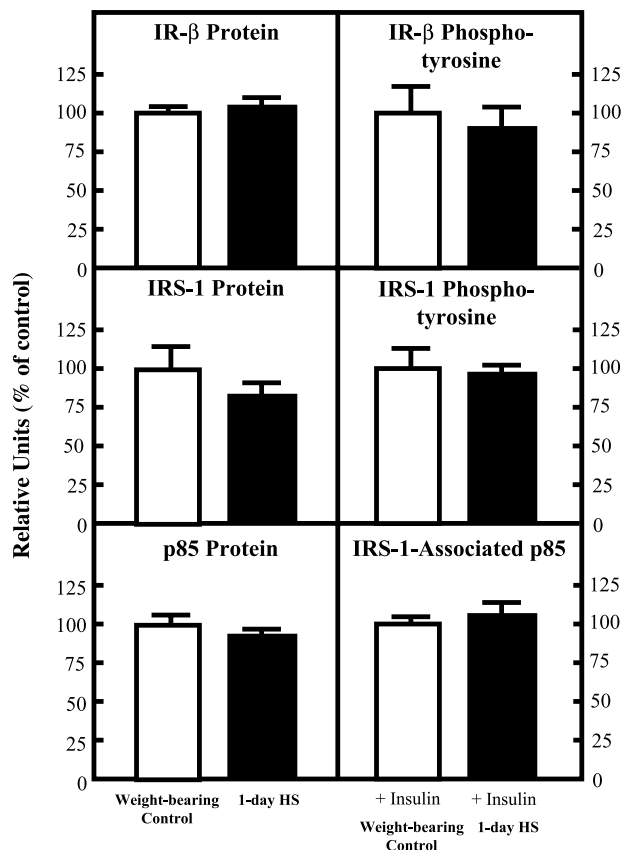 Relative Units (% of control)
IR-β Protein
125
100
75
50
25
0
IR-β Phospho-
tyrosine
125
100
75
50
25
0
IRS-1 Protein
125
100
75
50
25
0
IRS-1 Phospho-
tyrosine
125
100
75
50
25
0
p85 Protein
125
100
75
50
25
0
IRS-1-Associated p85
125
100
75
50
25
0
Weight-bearing
Control
1-day HS
+ Insulin
Weight-bearing
Control
+ Insulin
1-day HS